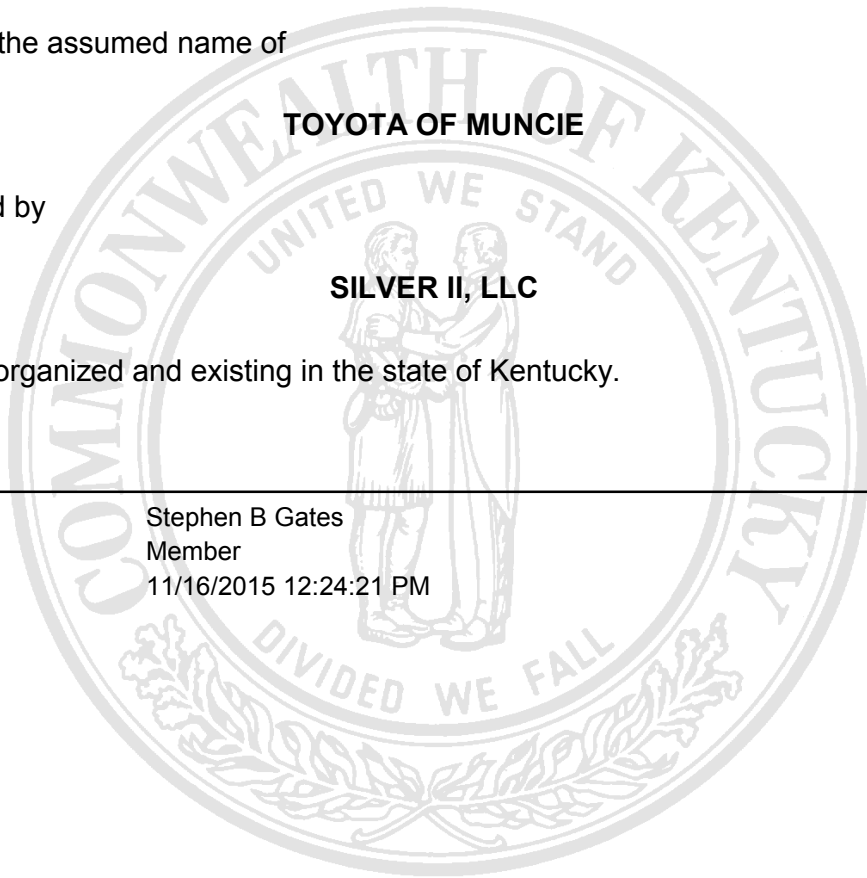 the assumed name of
TOYOTA OF MUNCIE
d by
SILVER II, LLC
organized and existing in the state of Kentucky.
Stephen B Gates
Member
11/16/2015 12:24:21 PM
COMMONWEALTH OF KENTUCKY
UNITED WE STAND
DIVIDED WE FALL